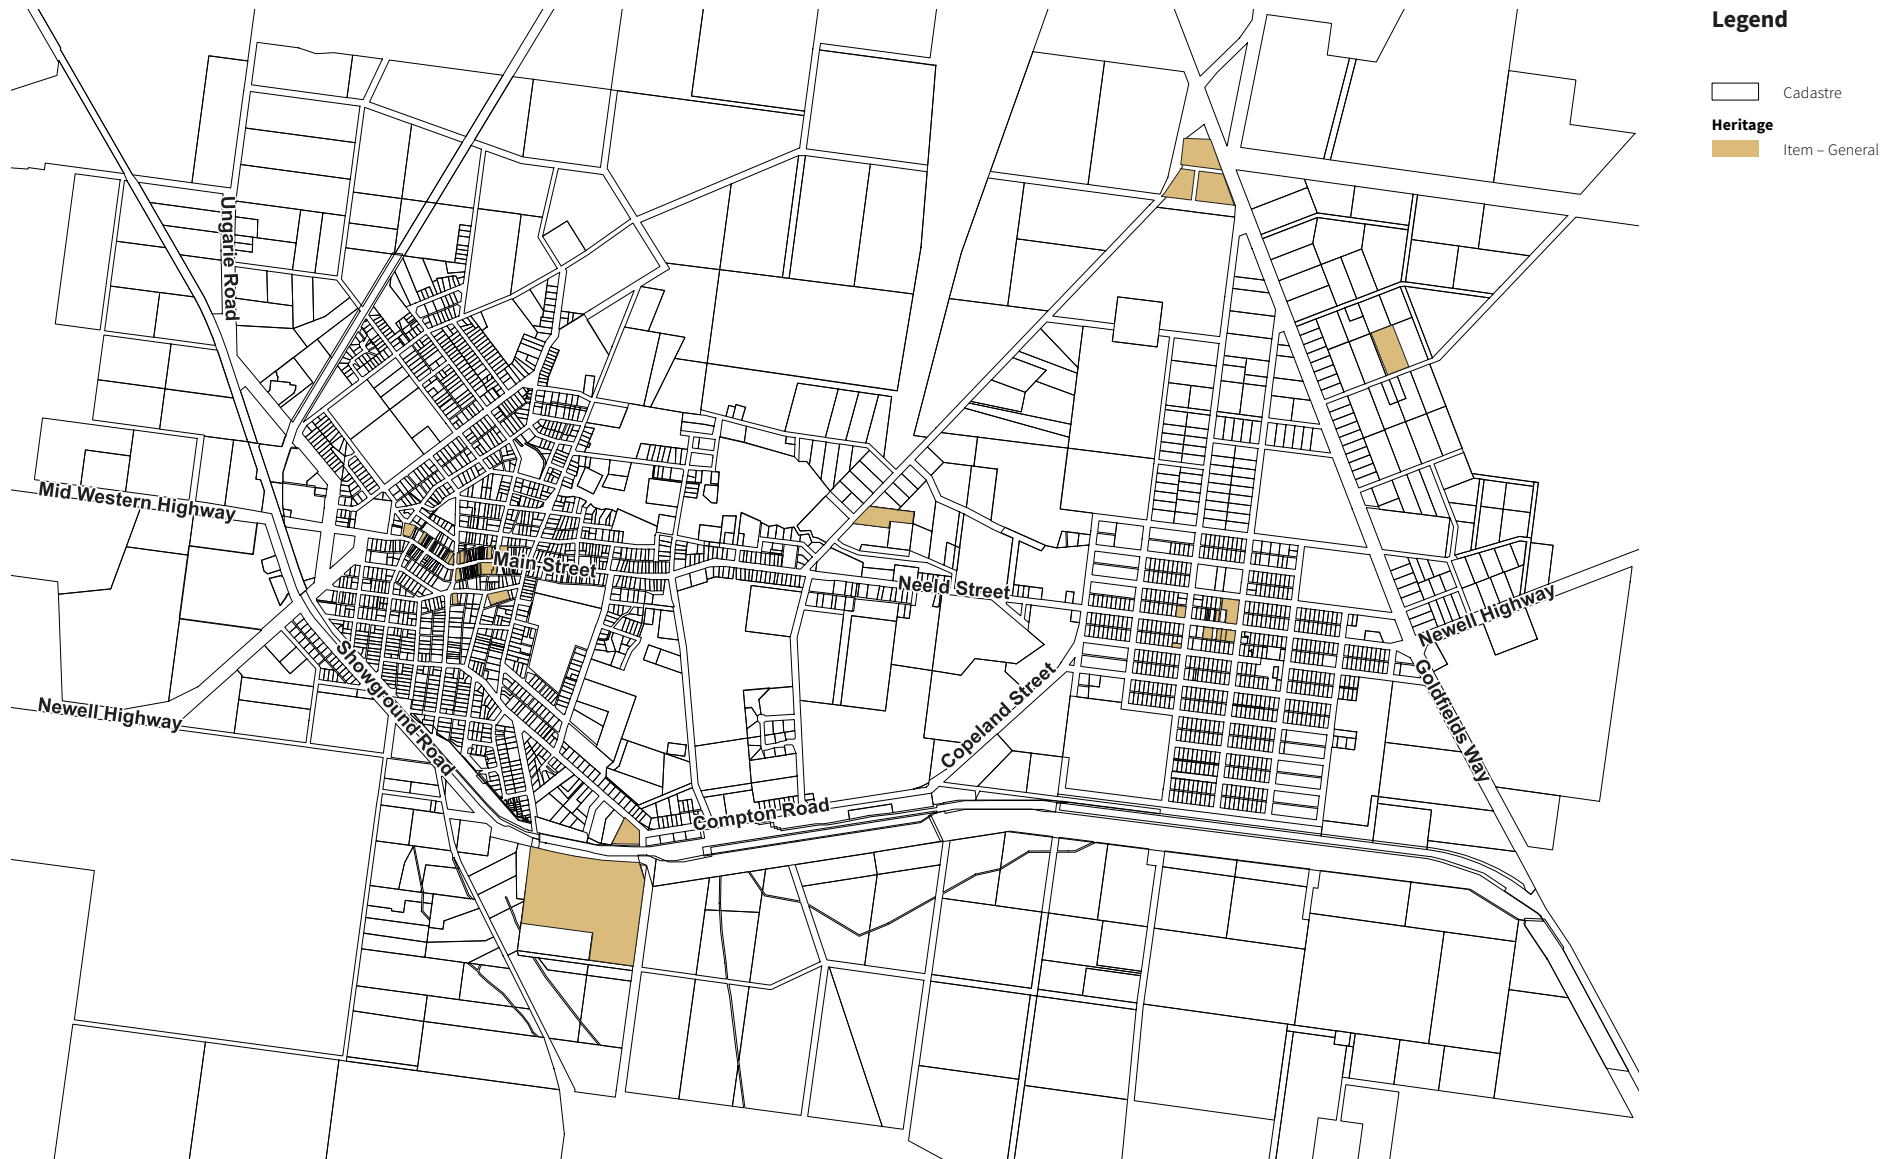 Legend
Cadastre
Heritage
Item – General
Ungarie Road
Mid Western Highway
Main Street
Neeld Street
Newell Highway
Showground Road
Newell Highway
Copeland Street
Goldfields Way
Compton Road